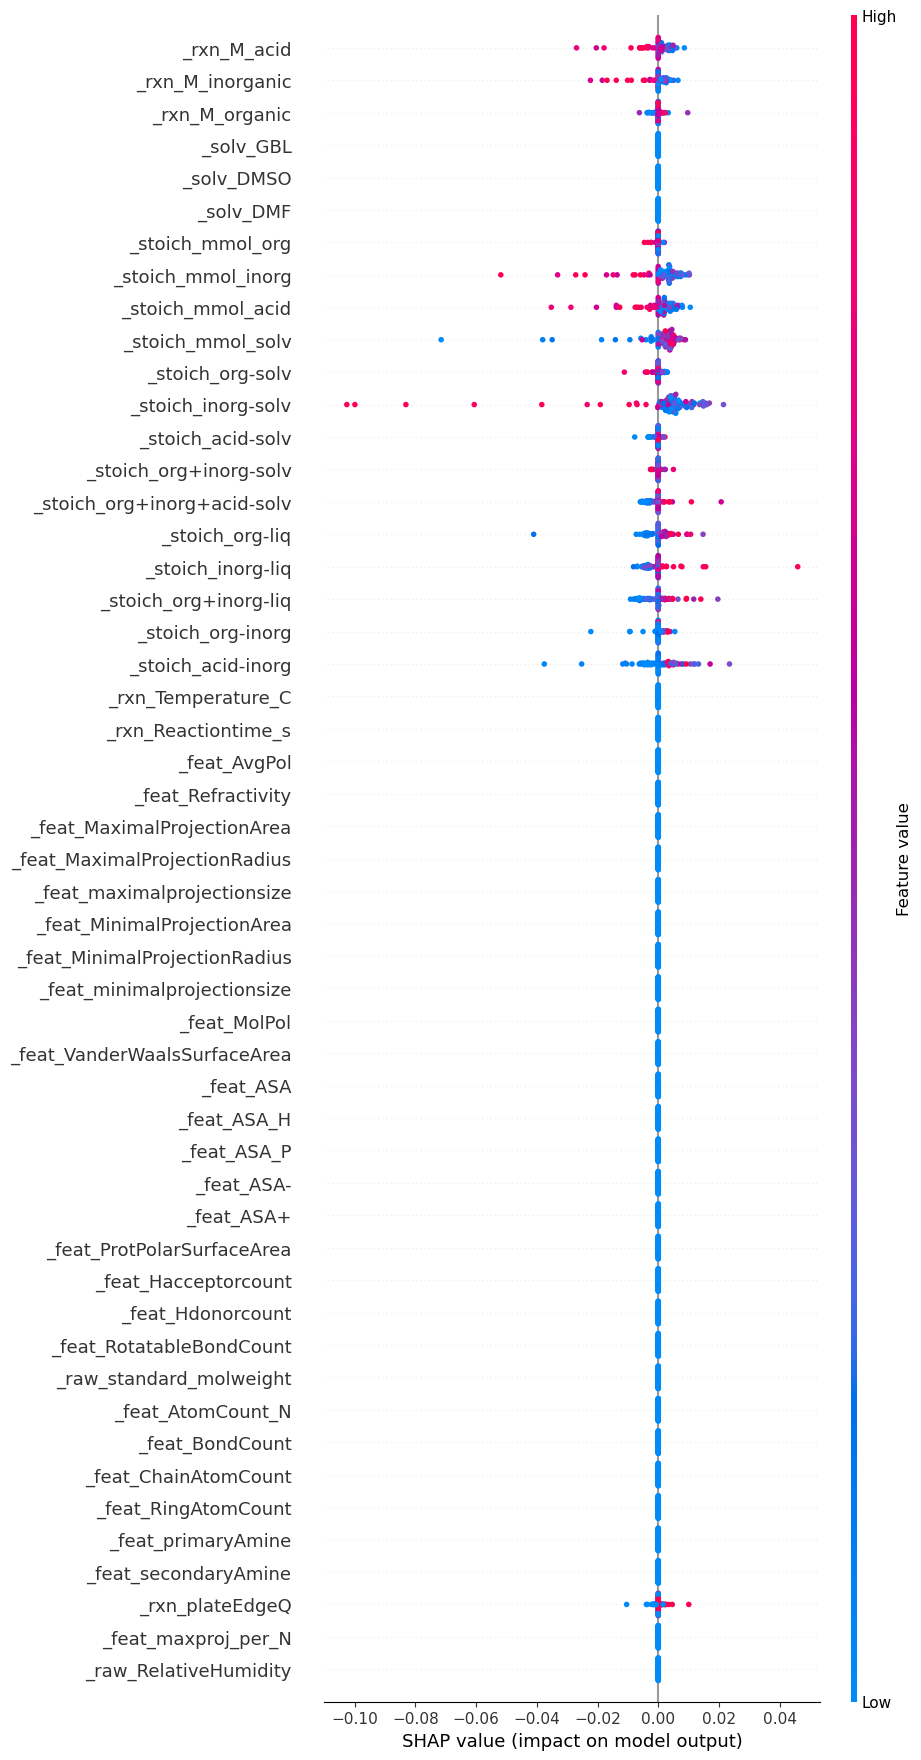 High
_rxn_M_acid
_rxn_M_inorganic
_rxn_M_organic
_solv_GBL
_solv_DMSO
_solv_DMF
_stoich_mmol_org
_stoich_mmol_inorg
_stoich_mmol_acid
_stoich_mmol_solv
_stoich_org-solv
_stoich_inorg-solv
_stoich_acid-solv
_stoich_org+inorg-solv
_stoich_org+inorg+acid-solv
_stoich_org-liq
_stoich_inorg-liq
_stoich_org+inorg-liq
_stoich_org-inorg
_stoich_acid-inorg
_rxn_Temperature_C
_rxn_Reactiontime_s
_feat_AvgPol
_feat_Refractivity
_feat_MaximalProjectionArea
_feat_MaximalProjectionRadius
_feat_maximalprojectionsize
_feat_MinimalProjectionArea
_feat_MinimalProjectionRadius
_feat_minimalprojectionsize
_feat_MolPol
_feat_VanderWaalsSurfaceArea
_feat_ASA
_feat_ASA_H
_feat_ASA_P
_feat_ASA-
_feat_ASA+
_feat_ProtPolarSurfaceArea
_feat_Hacceptorcount
_feat_Hdonorcount
_feat_RotatableBondCount
_raw_standard_molweight
_feat_AtomCount_N
_feat_BondCount
_feat_ChainAtomCount
_feat_RingAtomCount
_feat_primaryAmine
_feat_secondaryAmine
_rxn_plateEdgeQ
_feat_maxproj_per_N
_raw_RelativeHumidity
Feature value
Low
−0.10 −0.08 −0.06 −0.04 −0.02 0.00 0.02 0.04
SHAP value (impact on model output)